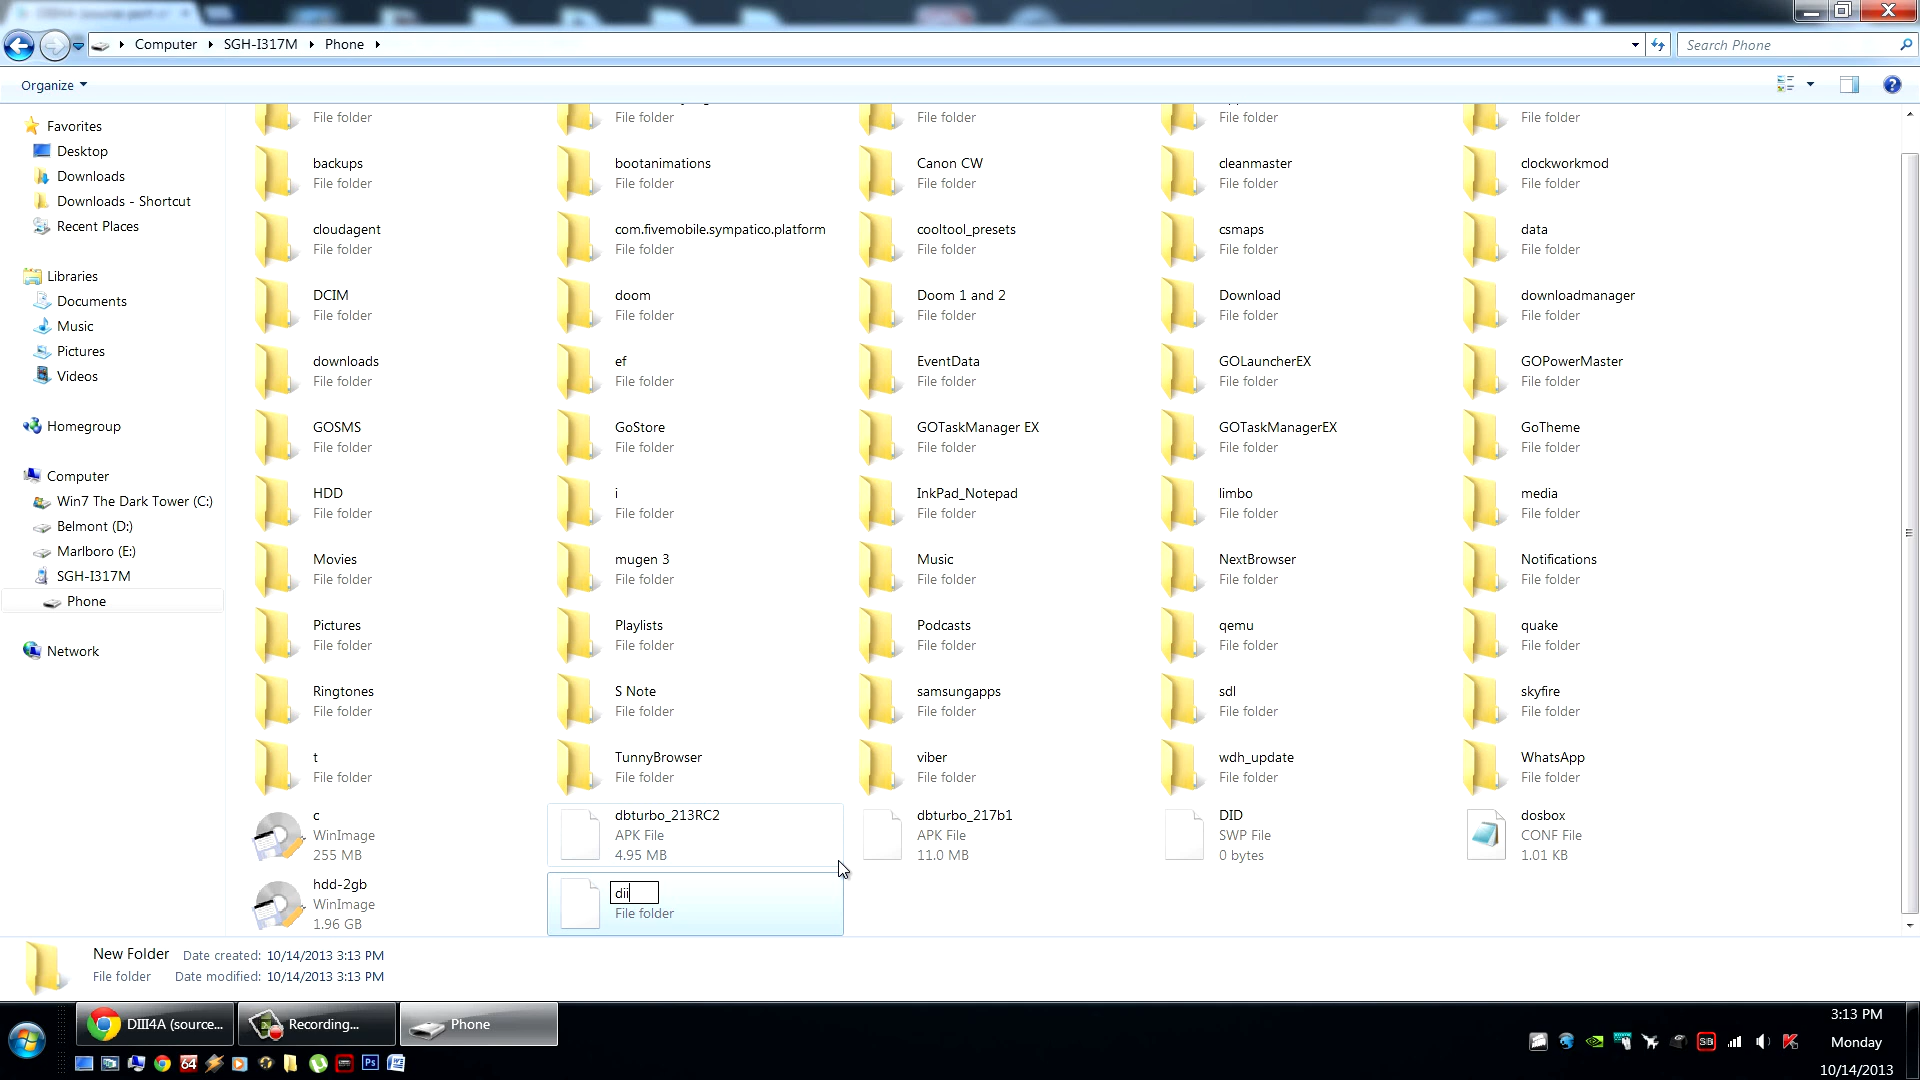 Computer SGH-I317M Phone
Search Phone
Organize
File folder File folder File folder File folder File folder
Favorites
Desktop
Downloads
Downloads - Shortcut
Recent Places
Libraries
Documents
Music
Pictures
Videos
Homegroup
Computer
Win7 The Dark Tower (C:)
Belmont (D:)
Marlboro (E:)
SGH-I317M
Phone
Network
backups bootanimations Canon CW cleanmaster clockworkmod
File folder File folder File folder File folder File folder
cloudagent com.fivemobile.sympatico.platform cooltool_presets csmaps data
File folder File folder File folder File folder File folder
DCIM doom Doom 1 and 2 Download downloadmanager
File folder File folder File folder File folder File folder
downloads ef EventData GOLauncherEX GOPowerMaster
File folder File folder File folder File folder File folder
GOSMS GoStore GOTaskManager EX GOTaskManagerEX GoTheme
File folder File folder File folder File folder File folder
HDD i InkPad_Notepad limbo media
File folder File folder File folder File folder File folder
Movies mugen 3 Music NextBrowser Notifications
File folder File folder File folder File folder File folder
Pictures Playlists Podcasts qemu quake
File folder File folder File folder File folder File folder
Ringtones S Note samsungapps sdl skyfire
File folder File folder File folder File folder File folder
t TunnyBrowser viber wdh_update WhatsApp
File folder File folder File folder File folder File folder
c dbturbo_213RC2 dbturbo_217b1 DID dosbox
WinImage APK File APK File SWP File CONF File
255 MB 4.95 MB 11.0 MB 0 bytes 1.01 KB
hdd-2gb dii
WinImage File folder
1.96 GB
New Folder Date created: 10/14/2013 3:13 PM
File folder Date modified: 10/14/2013 3:13 PM
DIII4A (source... Recording... Phone
64
Ps
SB
3:13 PM
Monday
10/14/2013